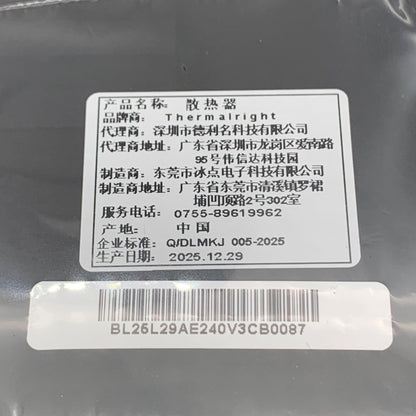 产品名称: 散热器
品牌商: Thermalright
代理商: 深圳市德利名科技有限公司
代理商地址: 广东省深圳市龙岗区爱南路
95号伟信达科技园
制造商: 东莞市冰点电子科技有限公司
制造商地址: 广东省东莞市清溪镇罗裙
埔凹顶路2号302室
服务电话: 0755-89619962
产地: 中国
企业标准: Q/DLMKJ 005-2025
生产日期: 2025.12.29
BL25L29AE240V3CB0087